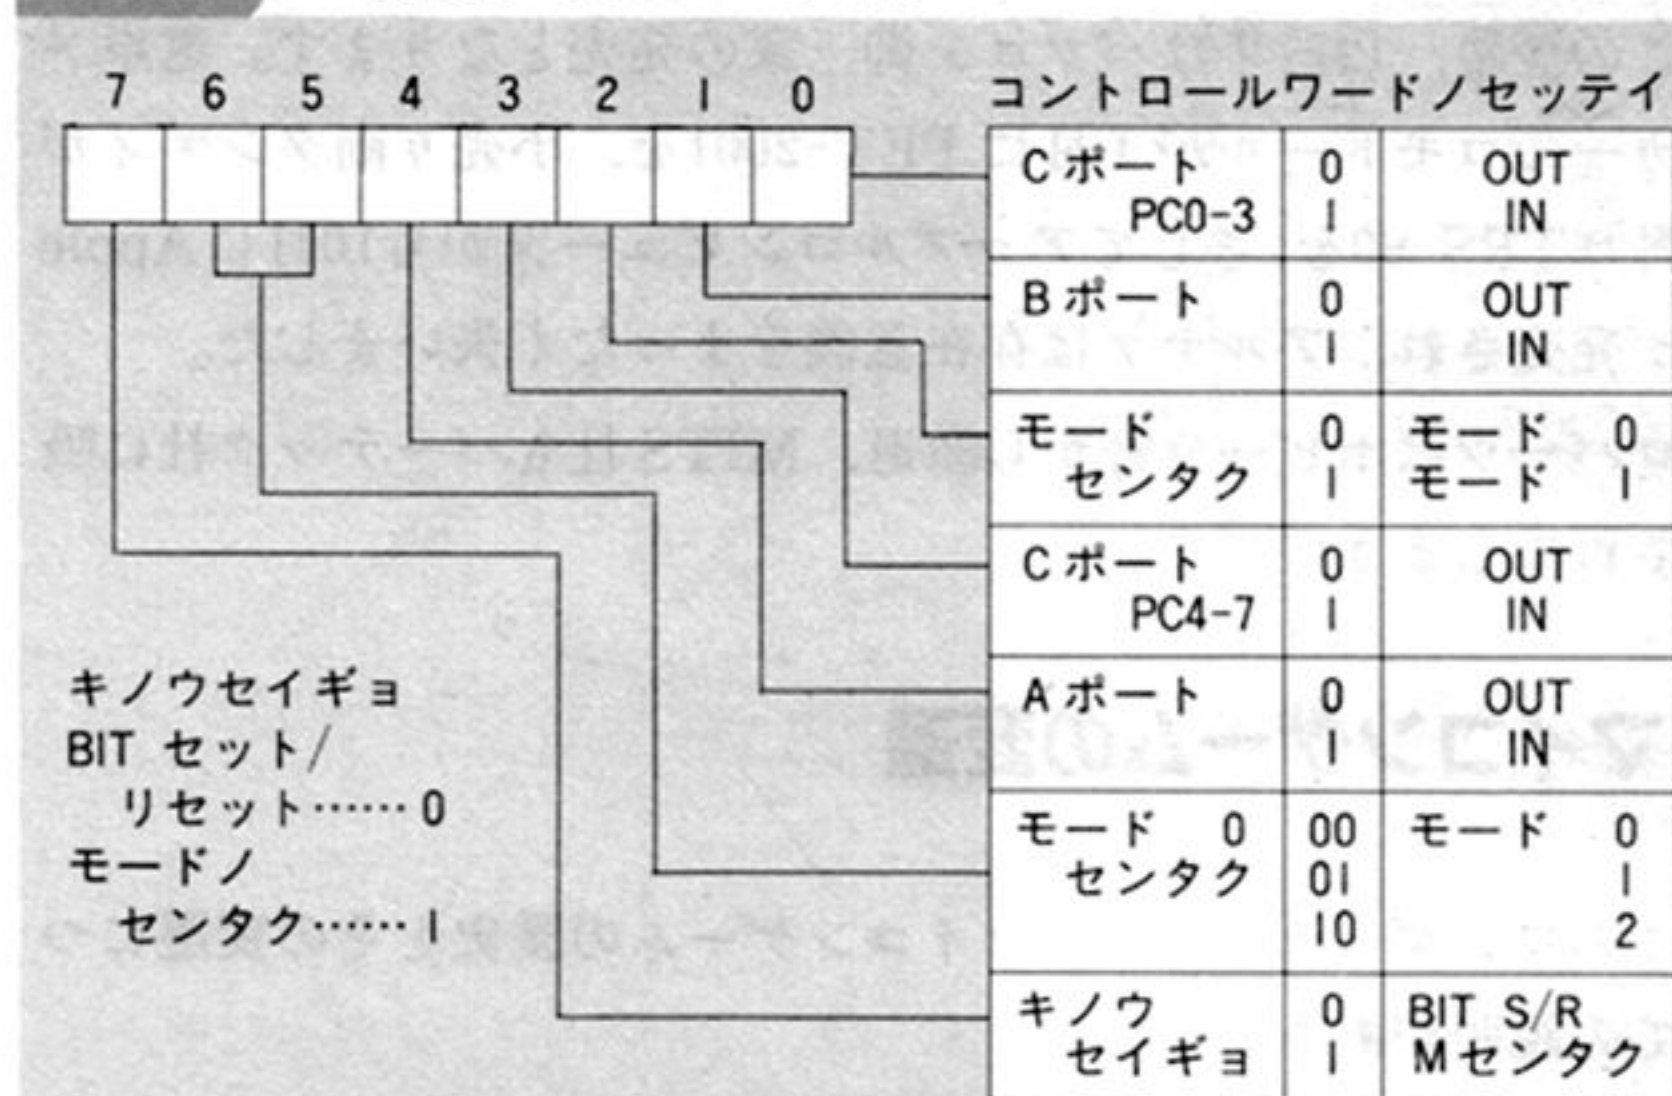 7 6 5 4 3 2 1 0
コントロールワードノセッテイ
Cポート 0 OUT
PC0-3 1 IN
Bポート 0 OUT
1 IN
モード 0 モード 0
センタク 1 モード 1
Cポート 0 OUT
PC4-7 1 IN
Aポート 0 OUT
1 IN
モード 0 00 モード 0
センタク 01 1
10 2
キノウ 0 BIT S/R
セイギョ 1 Mセンタク
キノウセイギョ
BIT セット/
リセット……0
モードノ
センタク……1